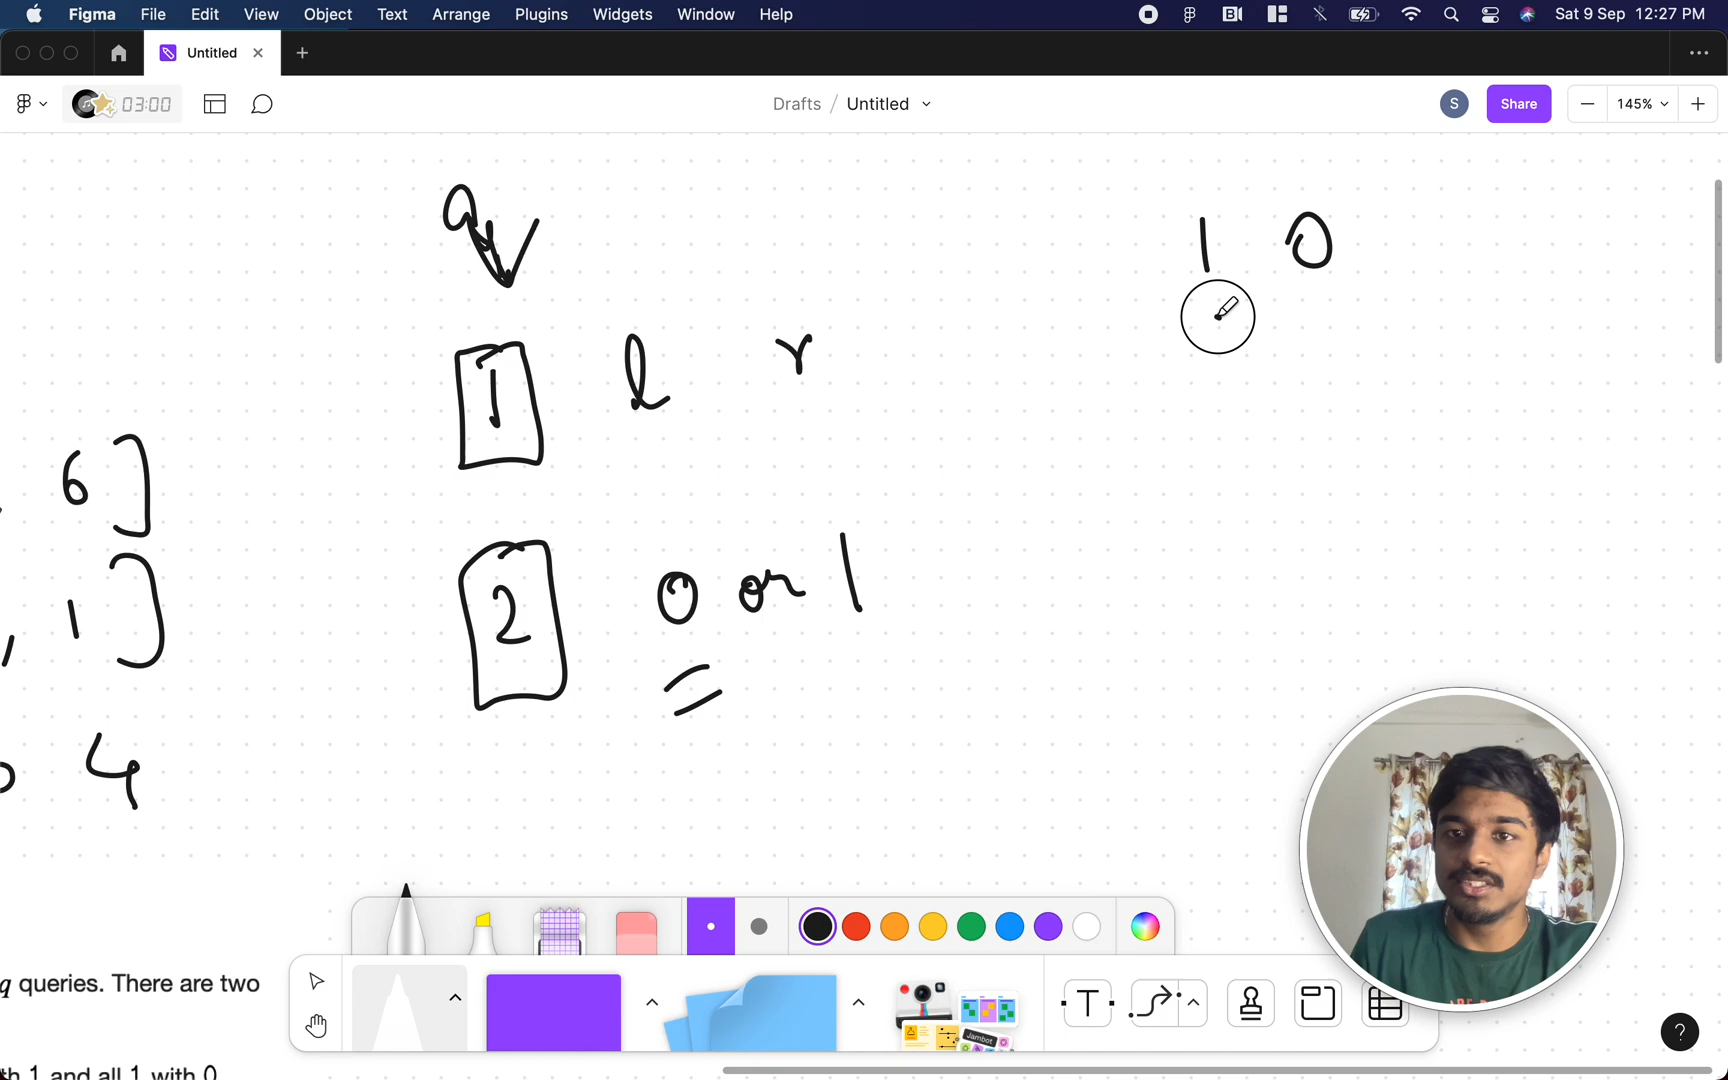 Figma File Edit View Object Text Arrange Plugins Widgets Window Help Sat 9 Sep 12:27 PM
Untitled
03:00 Drafts / Untitled S Share 145%
q
1 0
1 l r
6 ]
2 0 or 1
, 1 ]
4
q queries. There are two
th 1 and all 1 with 0
T
Jambot
?